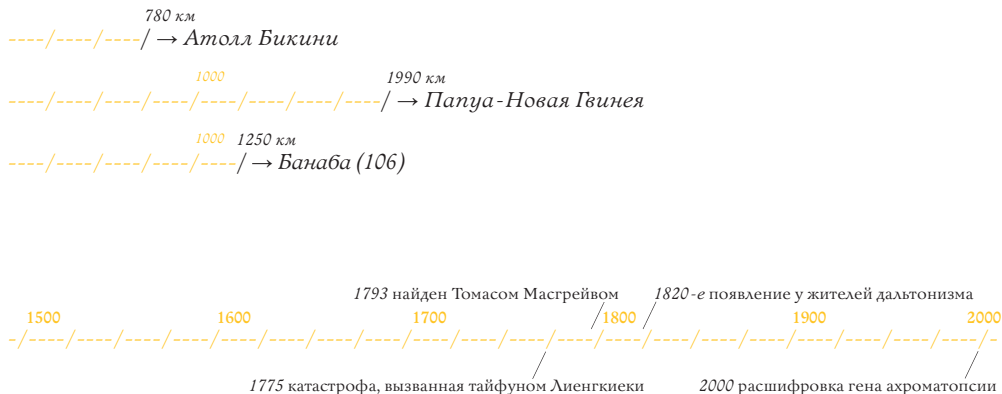 780 км
→ Атолл Бикини
1000 1990 км
→ Папуа-Новая Гвинея
1000 1250 км
→ Банаба (106)
1793 найден Томасом Масгрейвом 1820-е появление у жителей дальтонизма
1500 1600 1700 1800 1900 2000
1775 катастрофа, вызванная тайфуном Лиенгкиеки 2000 расшифровка гена ахроматопсии